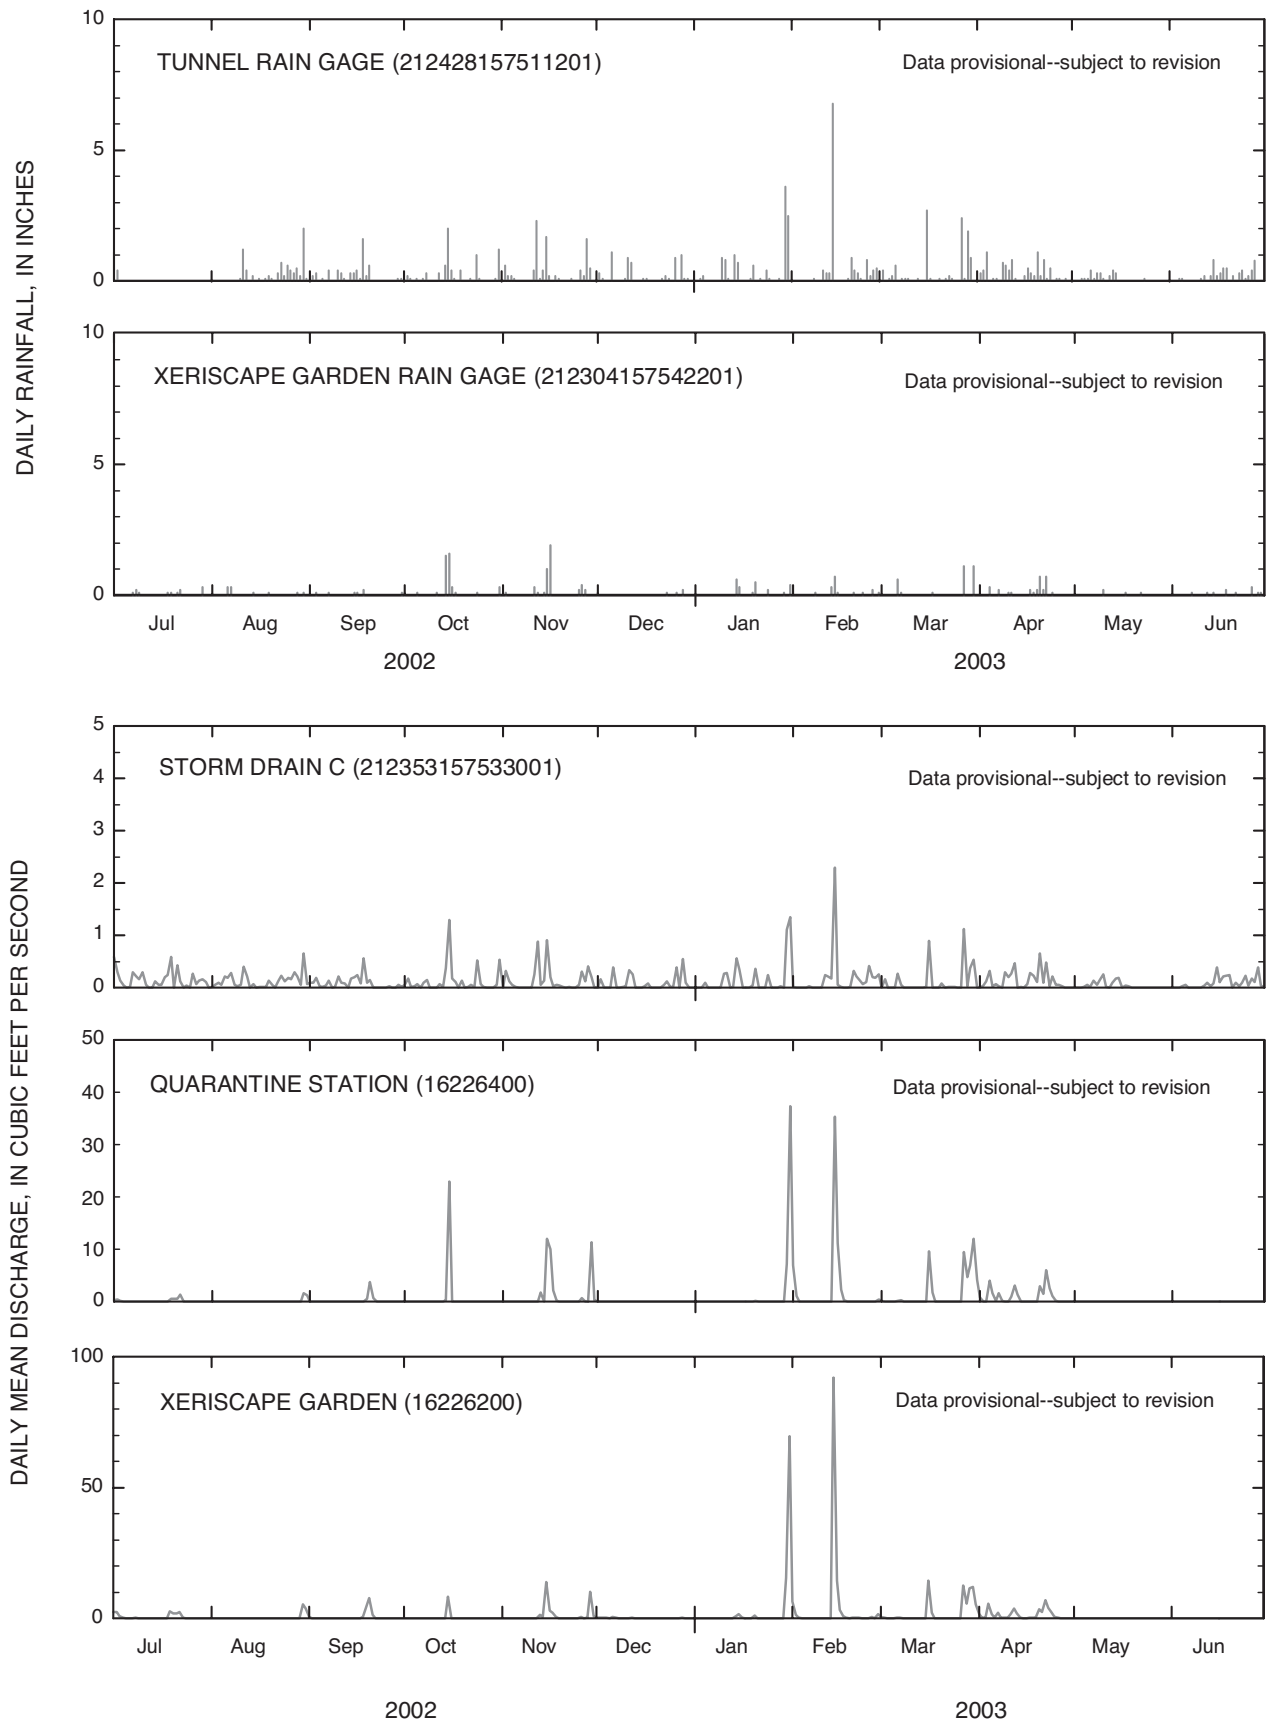 DAILY RAINFALL, IN INCHES
10
5
0
TUNNEL RAIN GAGE (212428157511201)
Data provisional--subject to revision
10
5
0
XERISCAPE GARDEN RAIN GAGE (212304157542201)
Data provisional--subject to revision
Jul Aug Sep Oct Nov Dec Jan Feb Mar Apr May Jun
2002 2003
DAILY MEAN DISCHARGE, IN CUBIC FEET PER SECOND
5
4
3
2
1
0
STORM DRAIN C (212353157533001)
Data provisional--subject to revision
50
40
30
20
10
0
QUARANTINE STATION (16226400)
Data provisional--subject to revision
100
50
0
XERISCAPE GARDEN (16226200)
Data provisional--subject to revision
Jul Aug Sep Oct Nov Dec Jan Feb Mar Apr May Jun
2002 2003